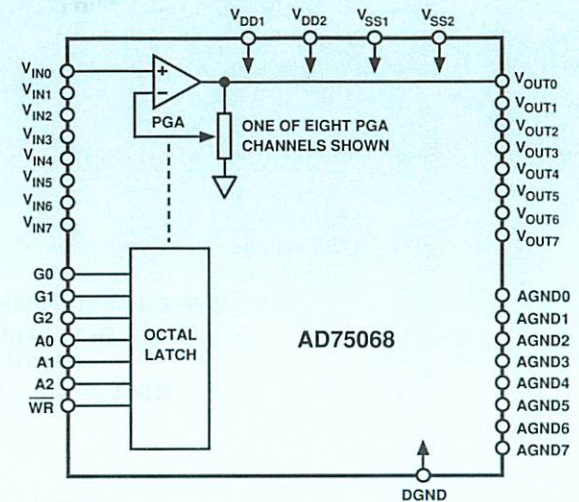 VDD1 VDD2 VSS1 VSS2
VIN0
VIN1
VIN2
VIN3
VIN4
VIN5
VIN6
VIN7
+
−
PGA
ONE OF EIGHT PGA
CHANNELS SHOWN
VOUT0
VOUT1
VOUT2
VOUT3
VOUT4
VOUT5
VOUT6
VOUT7
G0
G1
G2
A0
A1
A2
WR
OCTAL
LATCH
AD75068
AGND0
AGND1
AGND2
AGND3
AGND4
AGND5
AGND6
AGND7
DGND